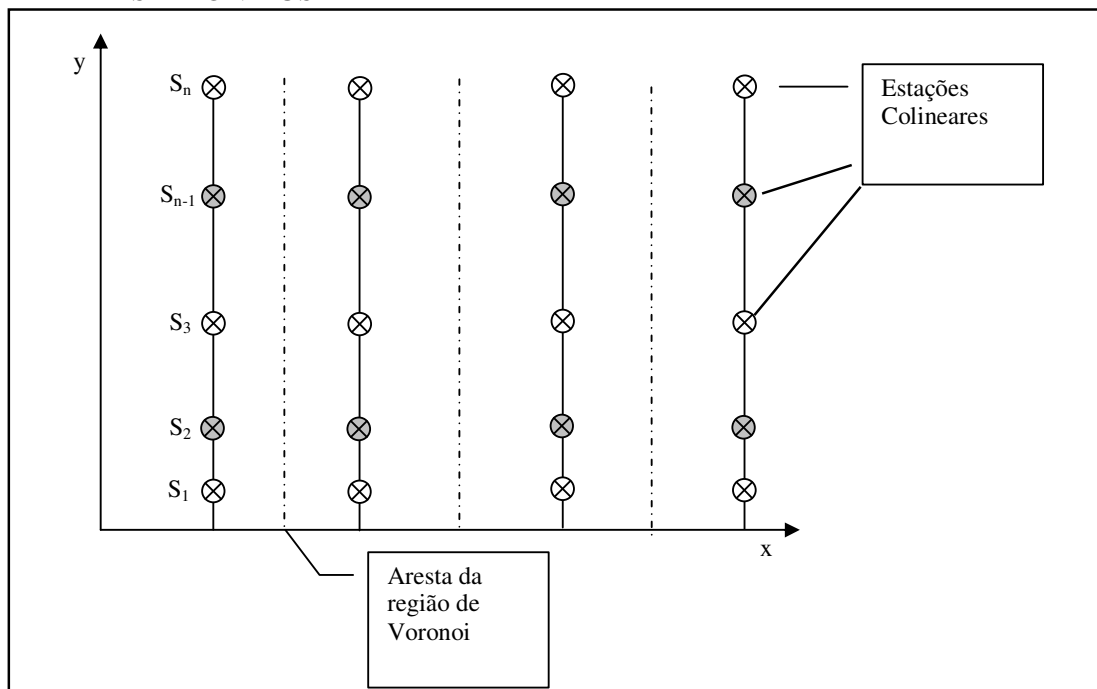 y
Sₙ
Sₙ₋₁
S₃
S₂
S₁
x
Estações
Colineares
Aresta da
região de
Voronoi